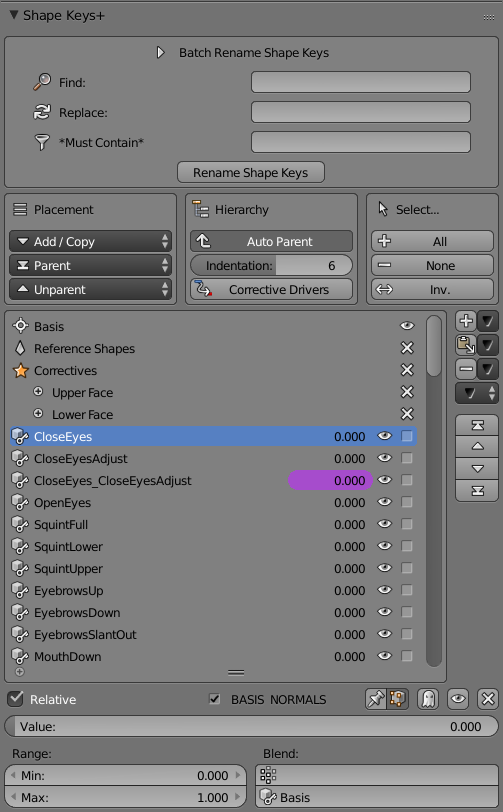 Shape Keys+
Batch Rename Shape Keys
Find:
Replace:
*Must Contain*
Rename Shape Keys
Placement
Add / Copy
Parent
Unparent
Hierarchy
Auto Parent
Indentation: 6
Corrective Drivers
Select...
All
None
Inv.
Basis
Reference Shapes
Correctives
Upper Face
Lower Face
CloseEyes 0.000
CloseEyesAdjust 0.000
CloseEyes_CloseEyesAdjust 0.000
OpenEyes 0.000
SquintFull 0.000
SquintLower 0.000
SquintUpper 0.000
EyebrowsUp 0.000
EyebrowsDown 0.000
EyebrowsSlantOut 0.000
MouthDown 0.000
Relative BASIS NORMALS
Value: 0.000
Range:
Min: 0.000
Max: 1.000
Blend:
Basis